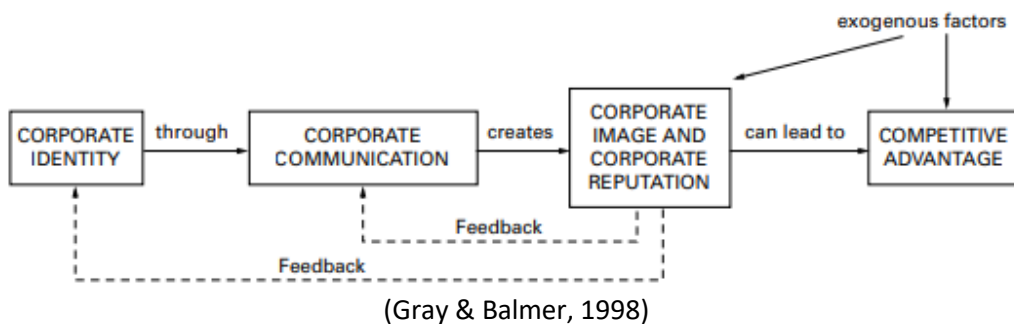 exogenous factors
CORPORATE
IDENTITY
through
CORPORATE
COMMUNICATION
creates
CORPORATE
IMAGE AND
CORPORATE
REPUTATION
can lead to
COMPETITIVE
ADVANTAGE
Feedback
Feedback
(Gray & Balmer, 1998)